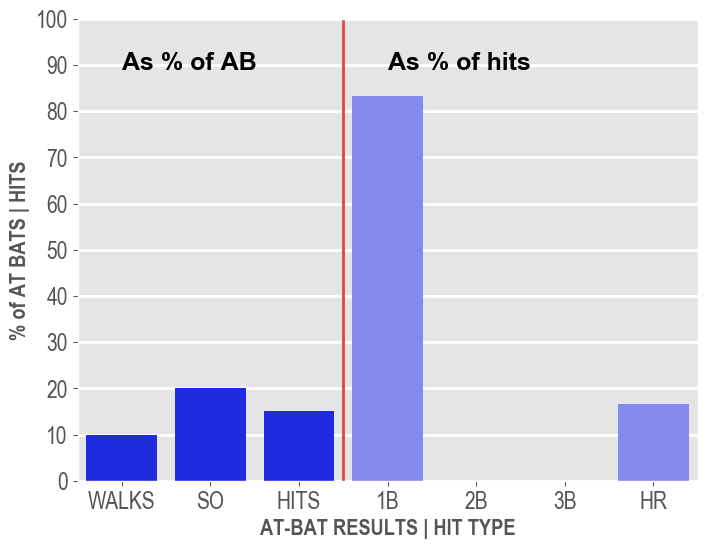 100
90
80
70
60
50
40
30
20
10
0
% of AT BATS | HITS
As % of AB
As % of hits
WALKS SO HITS 1B 2B 3B HR
AT-BAT RESULTS | HIT TYPE